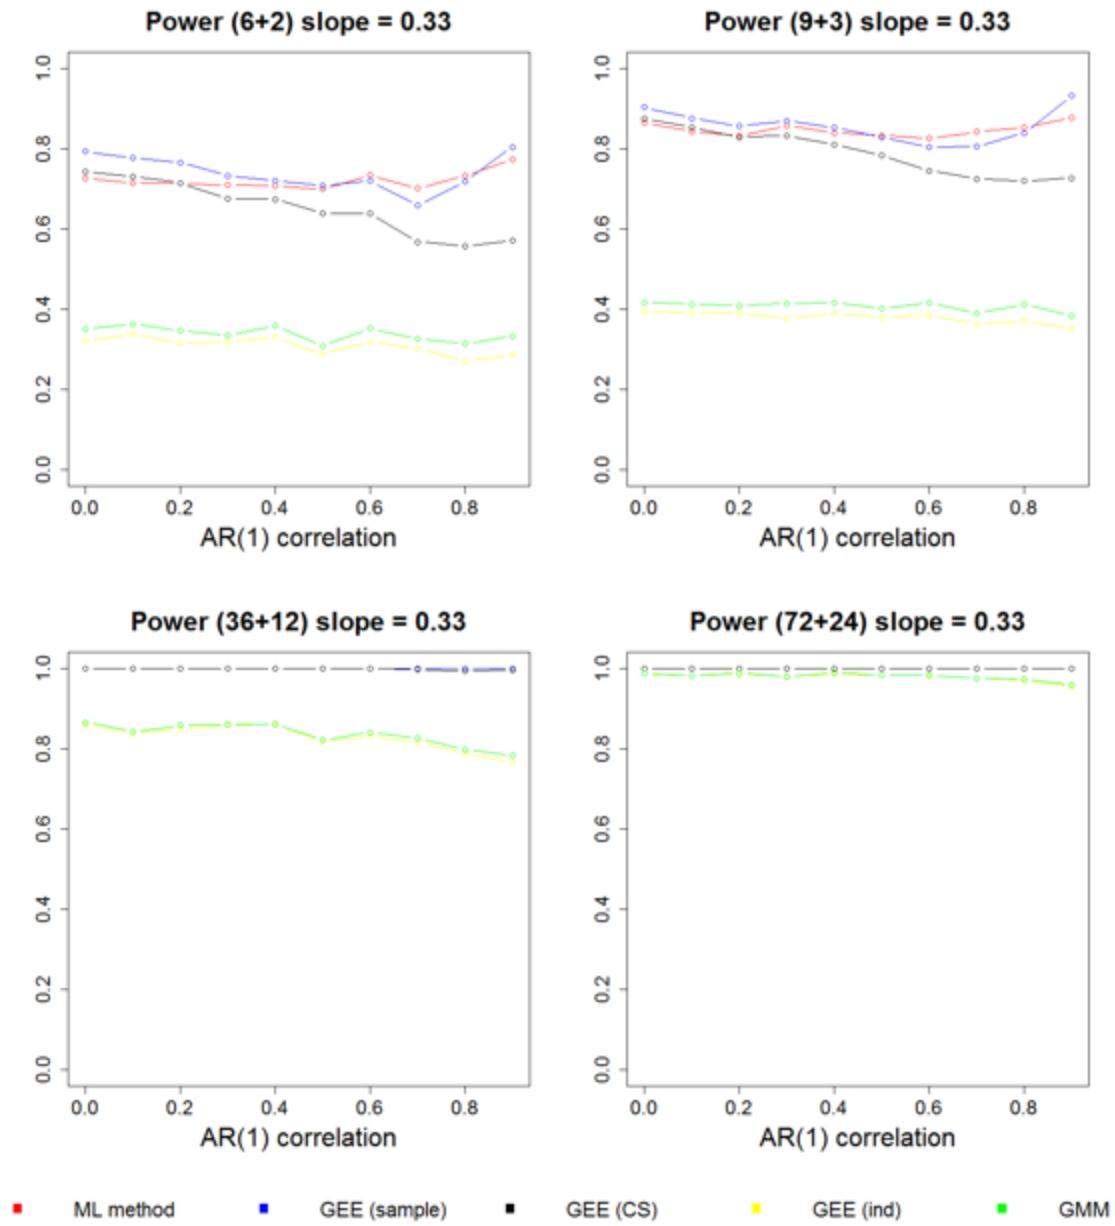 Power (6+2) slope = 0.33
1.0
0.8
0.6
0.4
0.2
0.0
0.0 0.2 0.4 0.6 0.8
AR(1) correlation
Power (9+3) slope = 0.33
1.0
0.8
0.6
0.4
0.2
0.0
0.0 0.2 0.4 0.6 0.8
AR(1) correlation
Power (36+12) slope = 0.33
1.0
0.8
0.6
0.4
0.2
0.0
0.0 0.2 0.4 0.6 0.8
AR(1) correlation
Power (72+24) slope = 0.33
1.0
0.8
0.6
0.4
0.2
0.0
0.0 0.2 0.4 0.6 0.8
AR(1) correlation
ML method GEE (sample) GEE (CS) GEE (ind) GMM